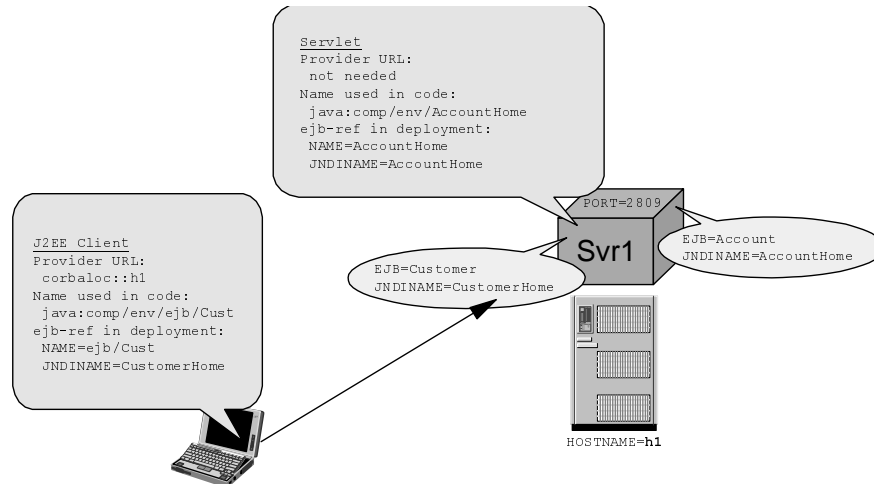 Servlet
Provider URL:
not needed
Name used in code:
java:comp/env/AccountHome
ejb-ref in deployment:
NAME=AccountHome
JNDINAME=AccountHome
J2EE Client
Provider URL:
corbaloc::h1
Name used in code:
java:comp/env/ejb/Cust
ejb-ref in deployment:
NAME=ejb/Cust
JNDINAME=CustomerHome
PORT=2809
Svr1
EJB=Customer
JNDINAME=CustomerHome
EJB=Account
JNDINAME=AccountHome
HOSTNAME=h1